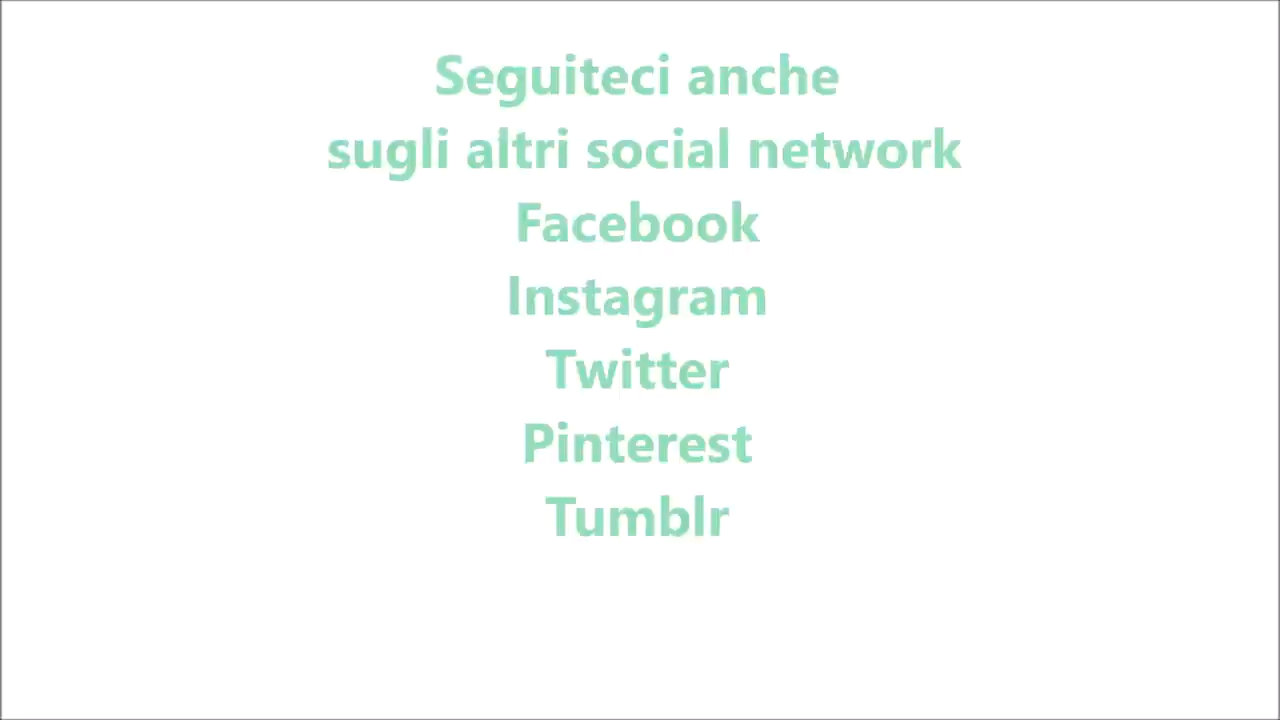 Seguiteci anche
sugli altri social network
Facebook
Instagram
Twitter
Pinterest
Tumblr